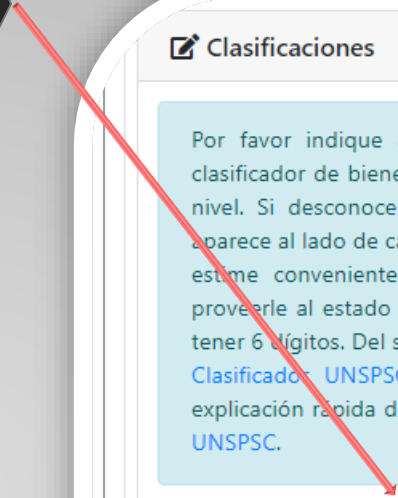 Clasificaciones
Por favor indique
clasificador de biene
nivel. Si desconoce
aparece al lado de c
estime conveniente
proveerle al estado
tener 6 dígitos. Del s
Clasificador UNSPS
explicación rápida d
UNSPSC.